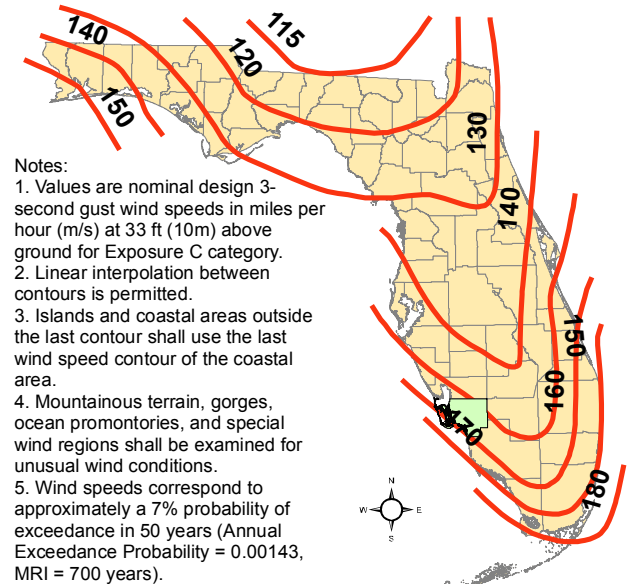 115
140
120
150
130
140
Notes:
1. Values are nominal design 3-
second gust wind speeds in miles per
hour (m/s) at 33 ft (10m) above
ground for Exposure C category.
2. Linear interpolation between
contours is permitted.
3. Islands and coastal areas outside
the last contour shall use the last
wind speed contour of the coastal
area.
4. Mountainous terrain, gorges,
ocean promontories, and special
wind regions shall be examined for
unusual wind conditions.
5. Wind speeds correspond to
approximately a 7% probability of
exceedance in 50 years (Annual
Exceedance Probability = 0.00143,
MRI = 700 years).
150
160
170
180
N
W E
S